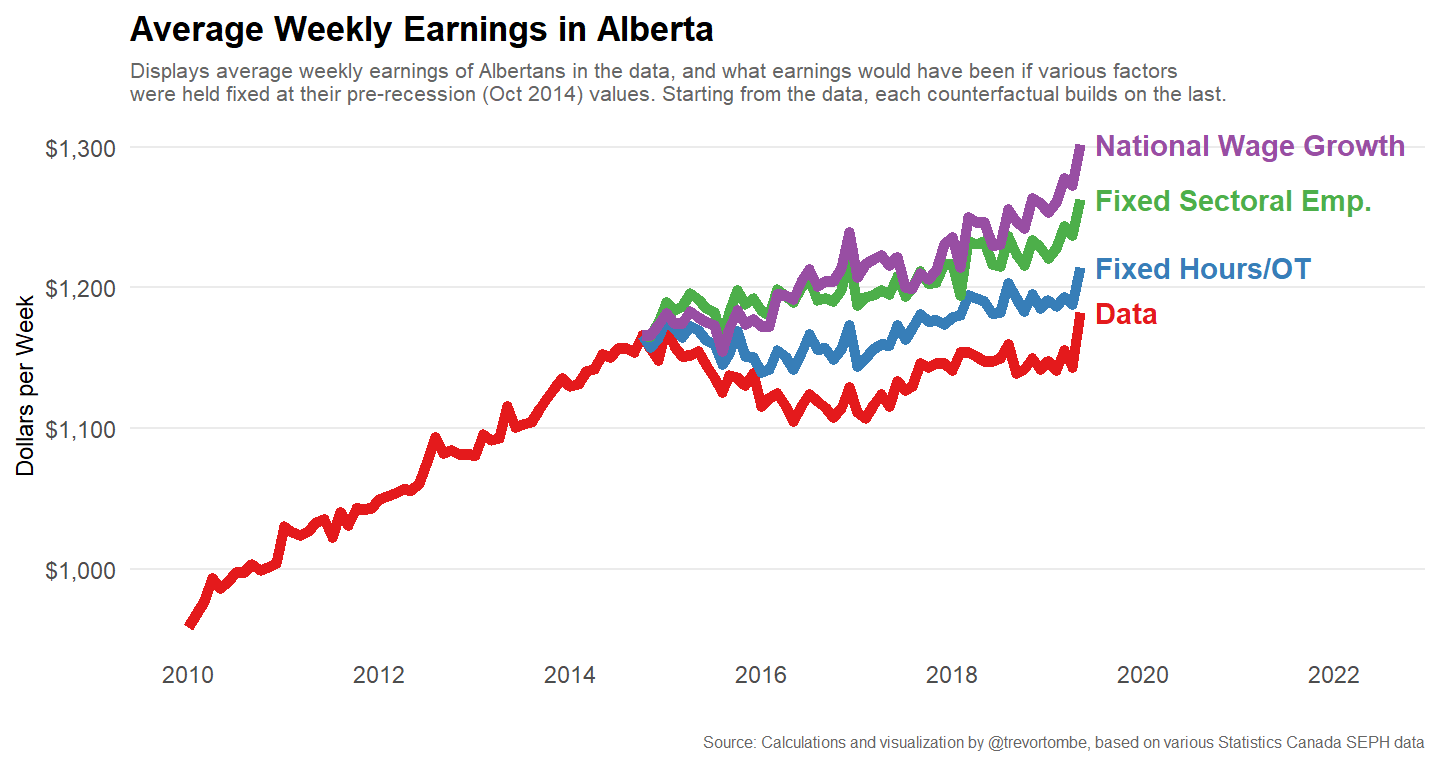 Average Weekly Earnings in Alberta
Displays average weekly earnings of Albertans in the data, and what earnings would have been if various factors
were held fixed at their pre-recession (Oct 2014) values. Starting from the data, each counterfactual builds on the last.
Dollars per Week
$1,300
$1,200
$1,100
$1,000
National Wage Growth
Fixed Sectoral Emp.
Fixed Hours/OT
Data
2010 2012 2014 2016 2018 2020 2022
Source: Calculations and visualization by @trevortombe, based on various Statistics Canada SEPH data